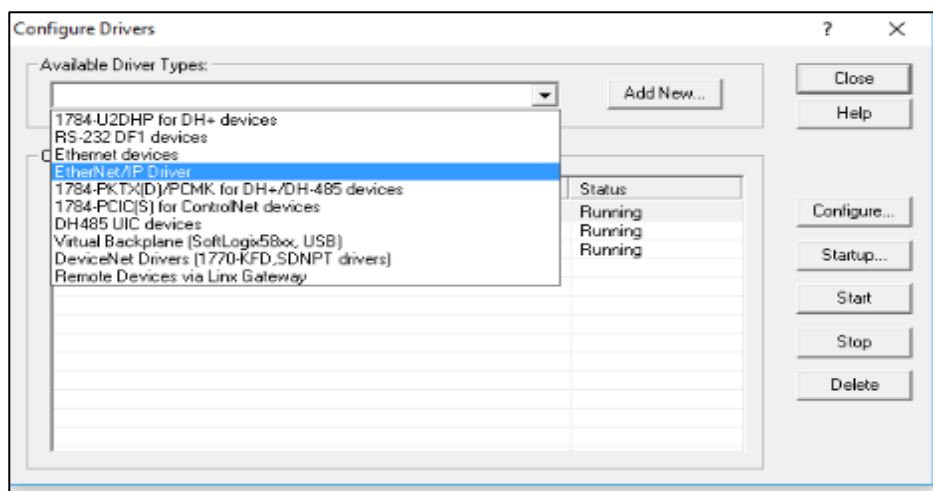 Configure Drivers ? ×
Available Driver Types:
Close
Add New...
Help
1784-U2DHP for DH+ devices
RS-232 DF1 devices
Ethernet devices
EtherNet/IP Driver
1784-PKTX(D)/PCMK for DH+/DH-485 devices
1784-PCIC(S) for ControlNet devices
DH485 UIC devices
Virtual Backplane (SoftLogix58xx, USB)
DeviceNet Drivers (1770-KFD,SDNPT drivers)
Remote Devices via Linx Gateway
Status
Running
Running
Running
Configure...
Startup...
Start
Stop
Delete